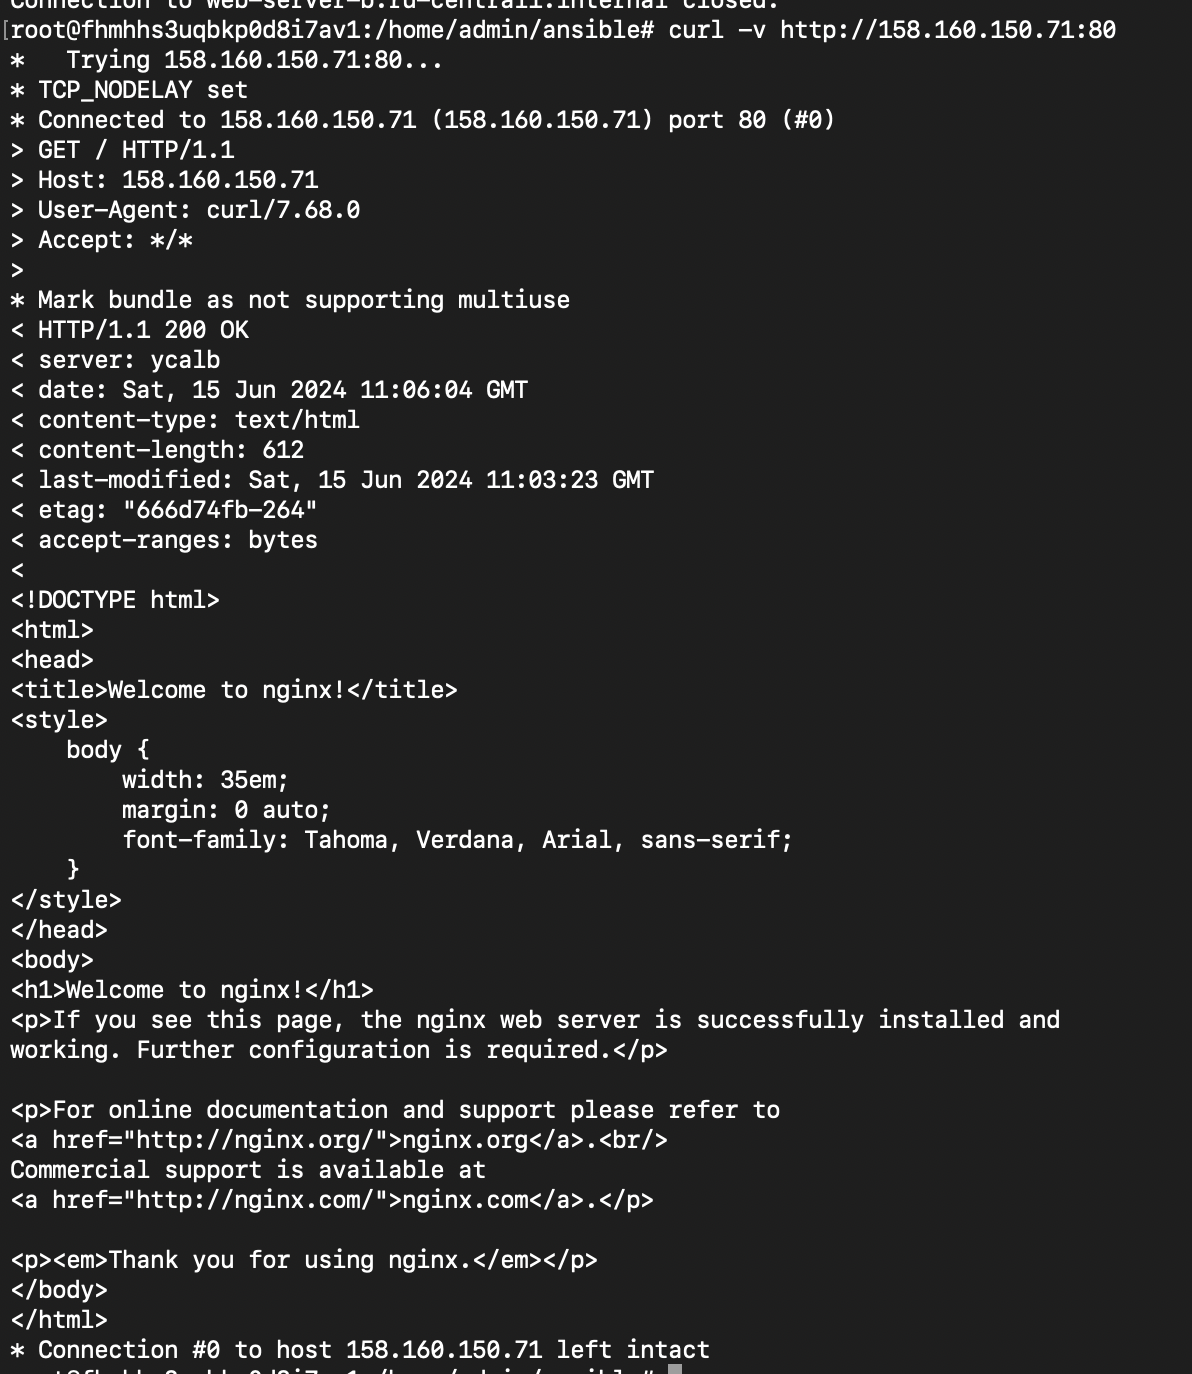 Connection to web-server-b.ru-central1.internal closed.
[root@fhmhhs3uqbkp0d8i7av1:/home/admin/ansible# curl -v http://158.160.150.71:80
*   Trying 158.160.150.71:80...
* TCP_NODELAY set
* Connected to 158.160.150.71 (158.160.150.71) port 80 (#0)
> GET / HTTP/1.1
> Host: 158.160.150.71
> User-Agent: curl/7.68.0
> Accept: */*
>
* Mark bundle as not supporting multiuse
< HTTP/1.1 200 OK
< server: ycalb
< date: Sat, 15 Jun 2024 11:06:04 GMT
< content-type: text/html
< content-length: 612
< last-modified: Sat, 15 Jun 2024 11:03:23 GMT
< etag: "666d74fb-264"
< accept-ranges: bytes
<
<!DOCTYPE html>
<html>
<head>
<title>Welcome to nginx!</title>
<style>
    body {
        width: 35em;
        margin: 0 auto;
        font-family: Tahoma, Verdana, Arial, sans-serif;
    }
</style>
</head>
<body>
<h1>Welcome to nginx!</h1>
<p>If you see this page, the nginx web server is successfully installed and
working. Further configuration is required.</p>

<p>For online documentation and support please refer to
<a href="http://nginx.org/">nginx.org</a>.<br/>
Commercial support is available at
<a href="http://nginx.com/">nginx.com</a>.</p>

<p><em>Thank you for using nginx.</em></p>
</body>
</html>
* Connection #0 to host 158.160.150.71 left intact
root@fhmhhs3uqbkp0d8i7av1:/home/admin/ansible#